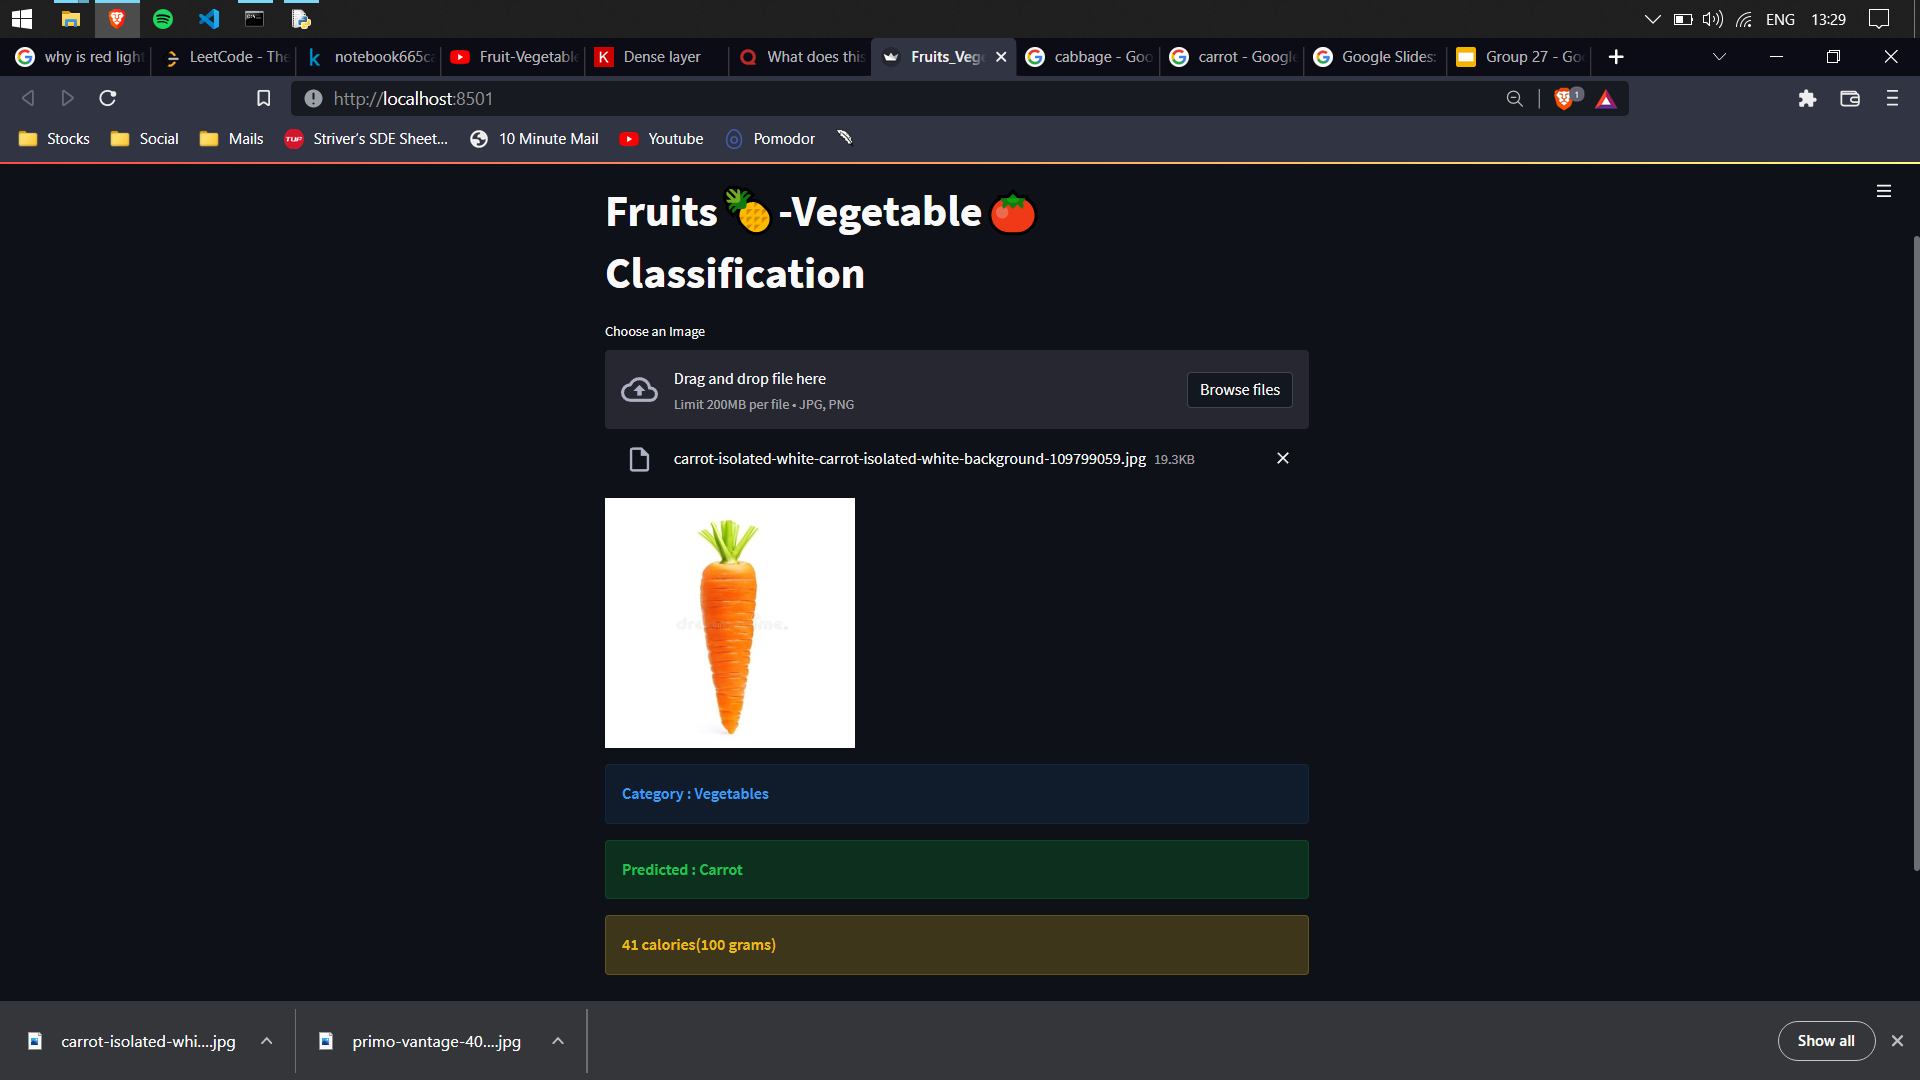 ENG 13:29
why is red light
LeetCode - The
notebook665ca
Fruit-Vegetable
Dense layer
What does this
Fruits_Veg
cabbage - Goo
carrot - Google
Google Slides:
Group 27 - Goo
http://localhost:8501
1
Stocks
Social
Mails
TUF
Striver's SDE Sheet...
10 Minute Mail
Youtube
Pomodor
Fruits🍍-Vegetable🍅
Classification
Choose an Image
Drag and drop file here
Limit 200MB per file • JPG, PNG
Browse files
carrot-isolated-white-carrot-isolated-white-background-109799059.jpg 19.3KB
Category : Vegetables
Predicted : Carrot
41 calories(100 grams)
carrot-isolated-whi....jpg
primo-vantage-40....jpg
Show all